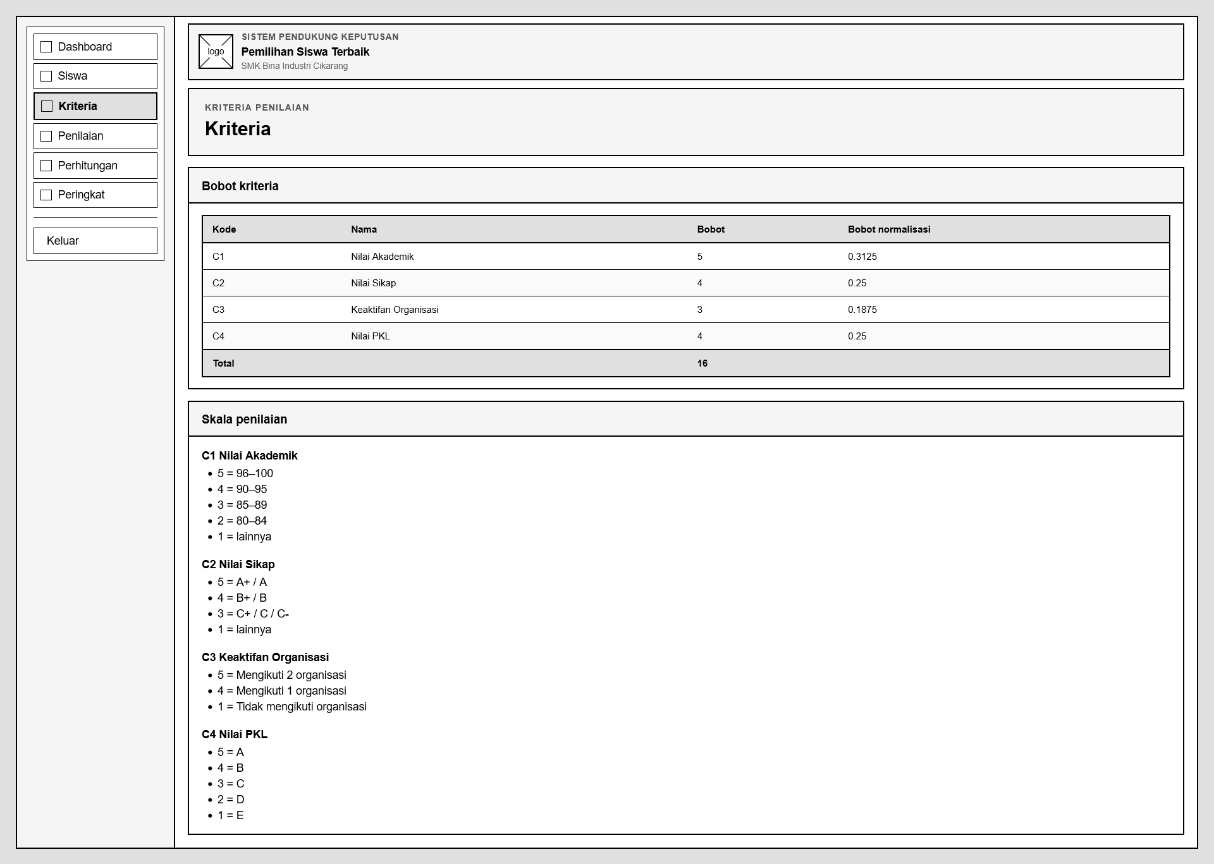 Dashboard
Siswa
Kriteria
Penilaian
Perhitungan
Peringkat
Keluar
logo
SISTEM PENDUKUNG KEPUTUSAN
Pemilihan Siswa Terbaik
SMK Bina Industri Cikarang
KRITERIA PENILAIAN
Kriteria
Bobot kriteria
Kode Nama Bobot Bobot normalisasi
C1 Nilai Akademik 5 0.3125
C2 Nilai Sikap 4 0.25
C3 Keaktifan Organisasi 3 0.1875
C4 Nilai PKL 4 0.25
Total 16
Skala penilaian
C1 Nilai Akademik
• 5 = 96–100
• 4 = 90–95
• 3 = 85–89
• 2 = 80–84
• 1 = lainnya
C2 Nilai Sikap
• 5 = A+ / A
• 4 = B+ / B
• 3 = C+ / C / C-
• 1 = lainnya
C3 Keaktifan Organisasi
• 5 = Mengikuti 2 organisasi
• 4 = Mengikuti 1 organisasi
• 1 = Tidak mengikuti organisasi
C4 Nilai PKL
• 5 = A
• 4 = B
• 3 = C
• 2 = D
• 1 = E